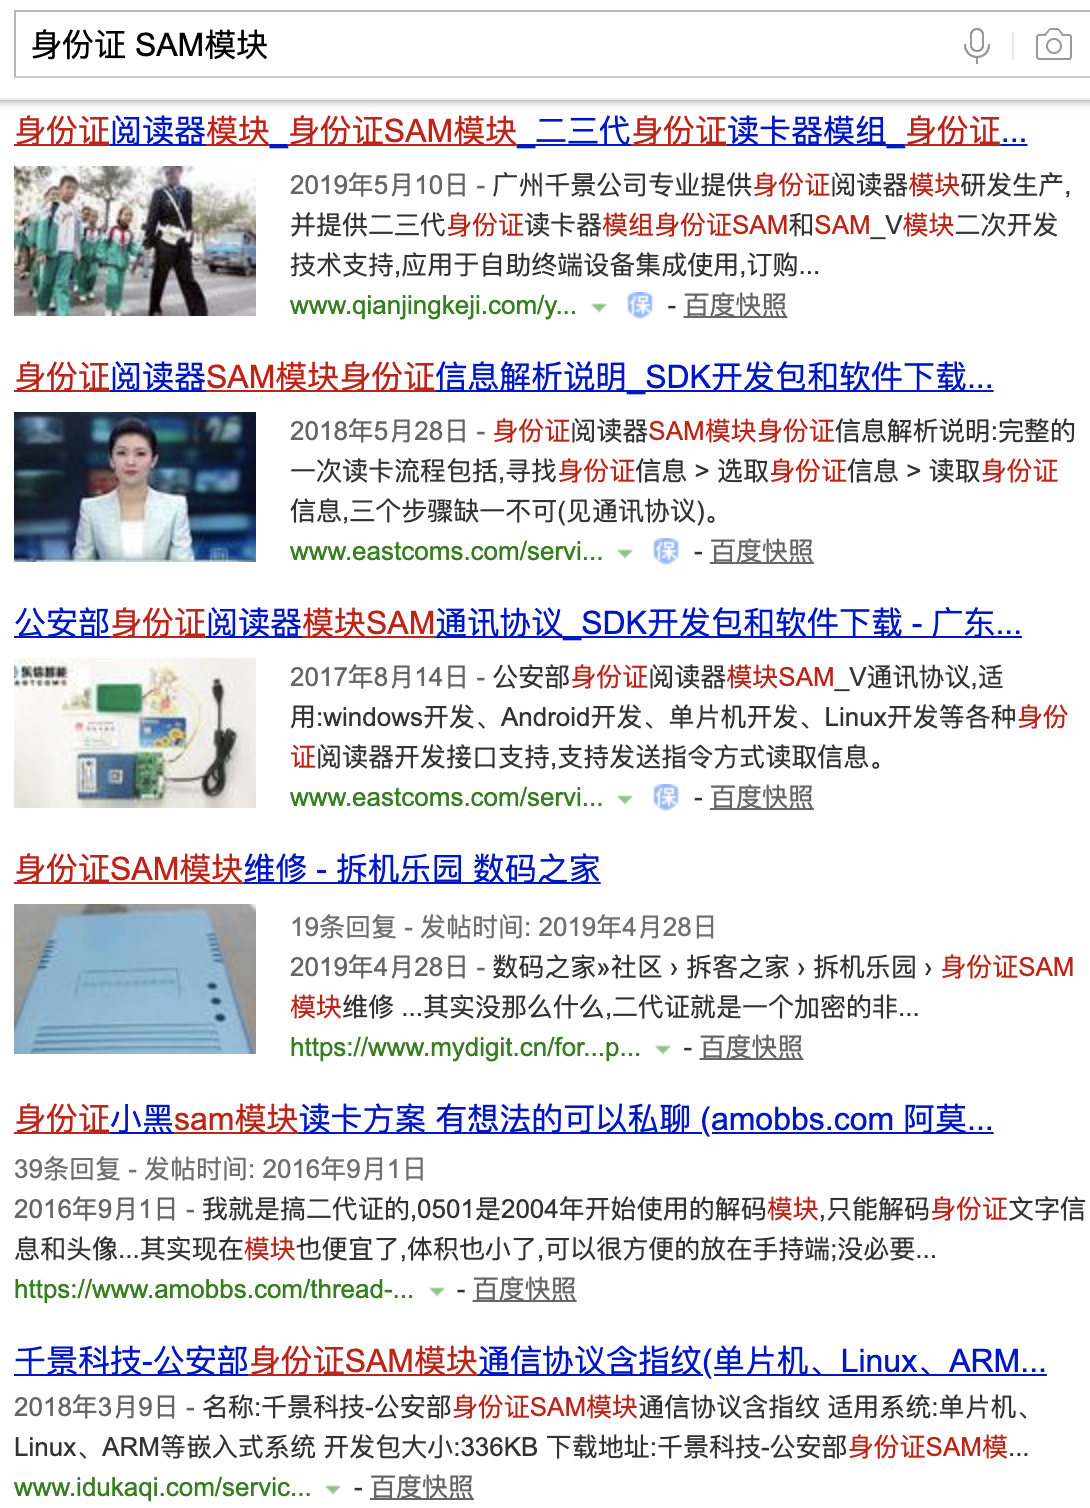 身份证 SAM模块
身份证阅读器模块_身份证SAM模块_二三代身份证读卡器模组_身份证...
2019年5月10日 - 广州千景公司专业提供身份证阅读器模块研发生产,
并提供二三代身份证读卡器模组身份证SAM和SAM_V模块二次开发
技术支持,应用于自助终端设备集成使用,订购...
www.qianjingkeji.com/y... 保 - 百度快照
身份证阅读器SAM模块身份证信息解析说明_SDK开发包和软件下载...
2018年5月28日 - 身份证阅读器SAM模块身份证信息解析说明:完整的
一次读卡流程包括,寻找身份证信息 > 选取身份证信息 > 读取身份证
信息,三个步骤缺一不可(见通讯协议)。
www.eastcoms.com/servi... 保 - 百度快照
公安部身份证阅读器模块SAM通讯协议_SDK开发包和软件下载 - 广东...
东信智能
2017年8月14日 - 公安部身份证阅读器模块SAM_V通讯协议,适
用:windows开发、Android开发、单片机开发、Linux开发等各种身份
证阅读器开发接口支持,支持发送指令方式读取信息。
www.eastcoms.com/servi... 保 - 百度快照
身份证SAM模块维修 - 拆机乐园 数码之家
19条回复 - 发帖时间: 2019年4月28日
2019年4月28日 - 数码之家»社区 › 拆客之家 › 拆机乐园 › 身份证SAM
模块维修 ...其实没那么什么,二代证就是一个加密的非...
https://www.mydigit.cn/for...p... - 百度快照
身份证小黑sam模块读卡方案 有想法的可以私聊 (amobbs.com 阿莫...
39条回复 - 发帖时间: 2016年9月1日
2016年9月1日 - 我就是搞二代证的,0501是2004年开始使用的解码模块,只能解码身份证文字信
息和头像...其实现在模块也便宜了,体积也小了,可以很方便的放在手持端;没必要...
https://www.amobbs.com/thread-... - 百度快照
千景科技-公安部身份证SAM模块通信协议含指纹(单片机、Linux、ARM...
2018年3月9日 - 名称:千景科技-公安部身份证SAM模块通信协议含指纹 适用系统:单片机、
Linux、ARM等嵌入式系统 开发包大小:336KB 下载地址:千景科技-公安部身份证SAM模...
www.idukaqi.com/servic... - 百度快照